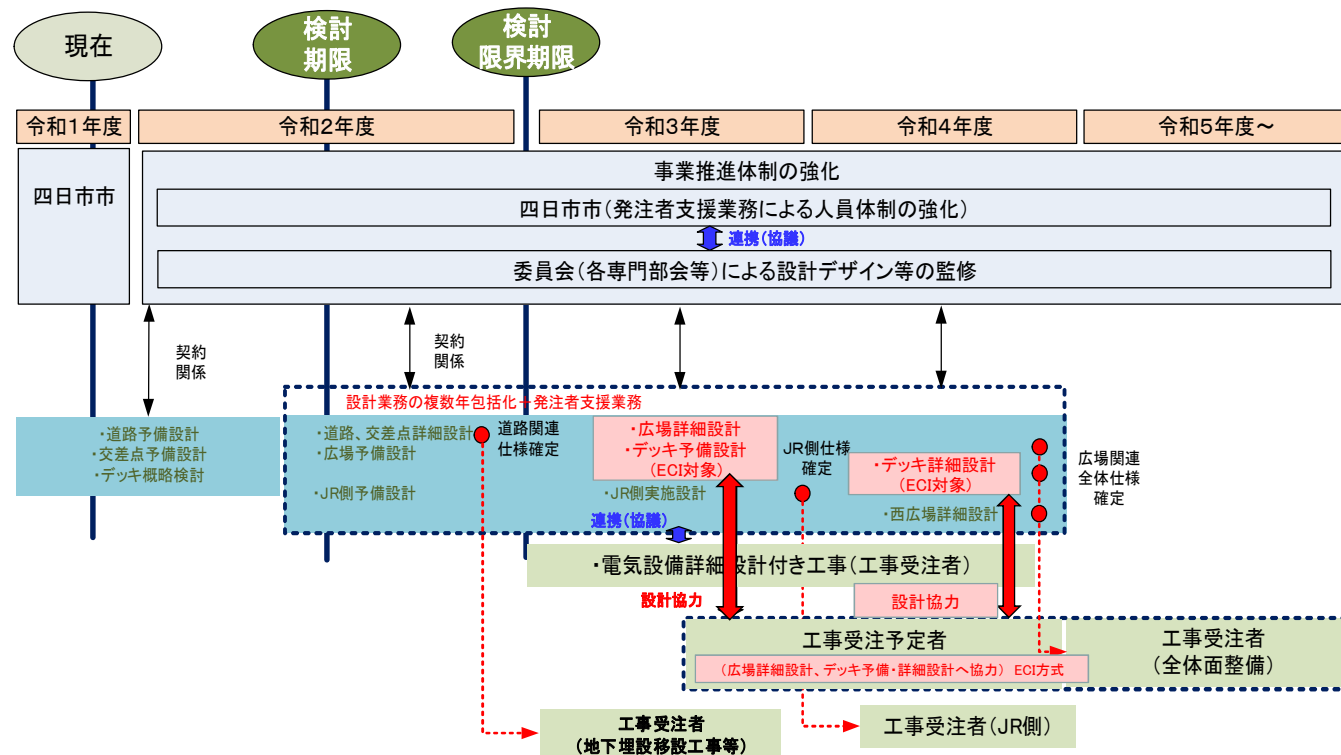 現在
検討
期限
検討
限界期限
令和1年度
令和2年度
令和3年度
令和4年度
令和5年度～
四日市市
事業推進体制の強化
四日市市(発注者支援業務による人員体制の強化)
連携(協議)
委員会(各専門部会等)による設計デザイン等の監修
契約
関係
契約
関係
設計業務の複数年包括化+発注者支援業務
・道路予備設計
・交差点予備設計
・デッキ概略検討
・道路、交差点詳細設計
・広場予備設計
・JR側予備設計
道路関連
仕様確定
・広場詳細設計
・デッキ予備設計
(ECI対象)
・JR側実施設計
JR側仕様
確定
・デッキ詳細設計
(ECI対象)
・西広場詳細設計
広場関連
全体仕様
確定
連携(協議)
・電気設備詳細設計付き工事(工事受注者)
設計協力
設計協力
工事受注予定者
(広場詳細設計、デッキ予備・詳細設計へ協力) ECI方式
工事受注者
(全体面整備)
工事受注者
(地下埋設移設工事等)
工事受注者(JR側)